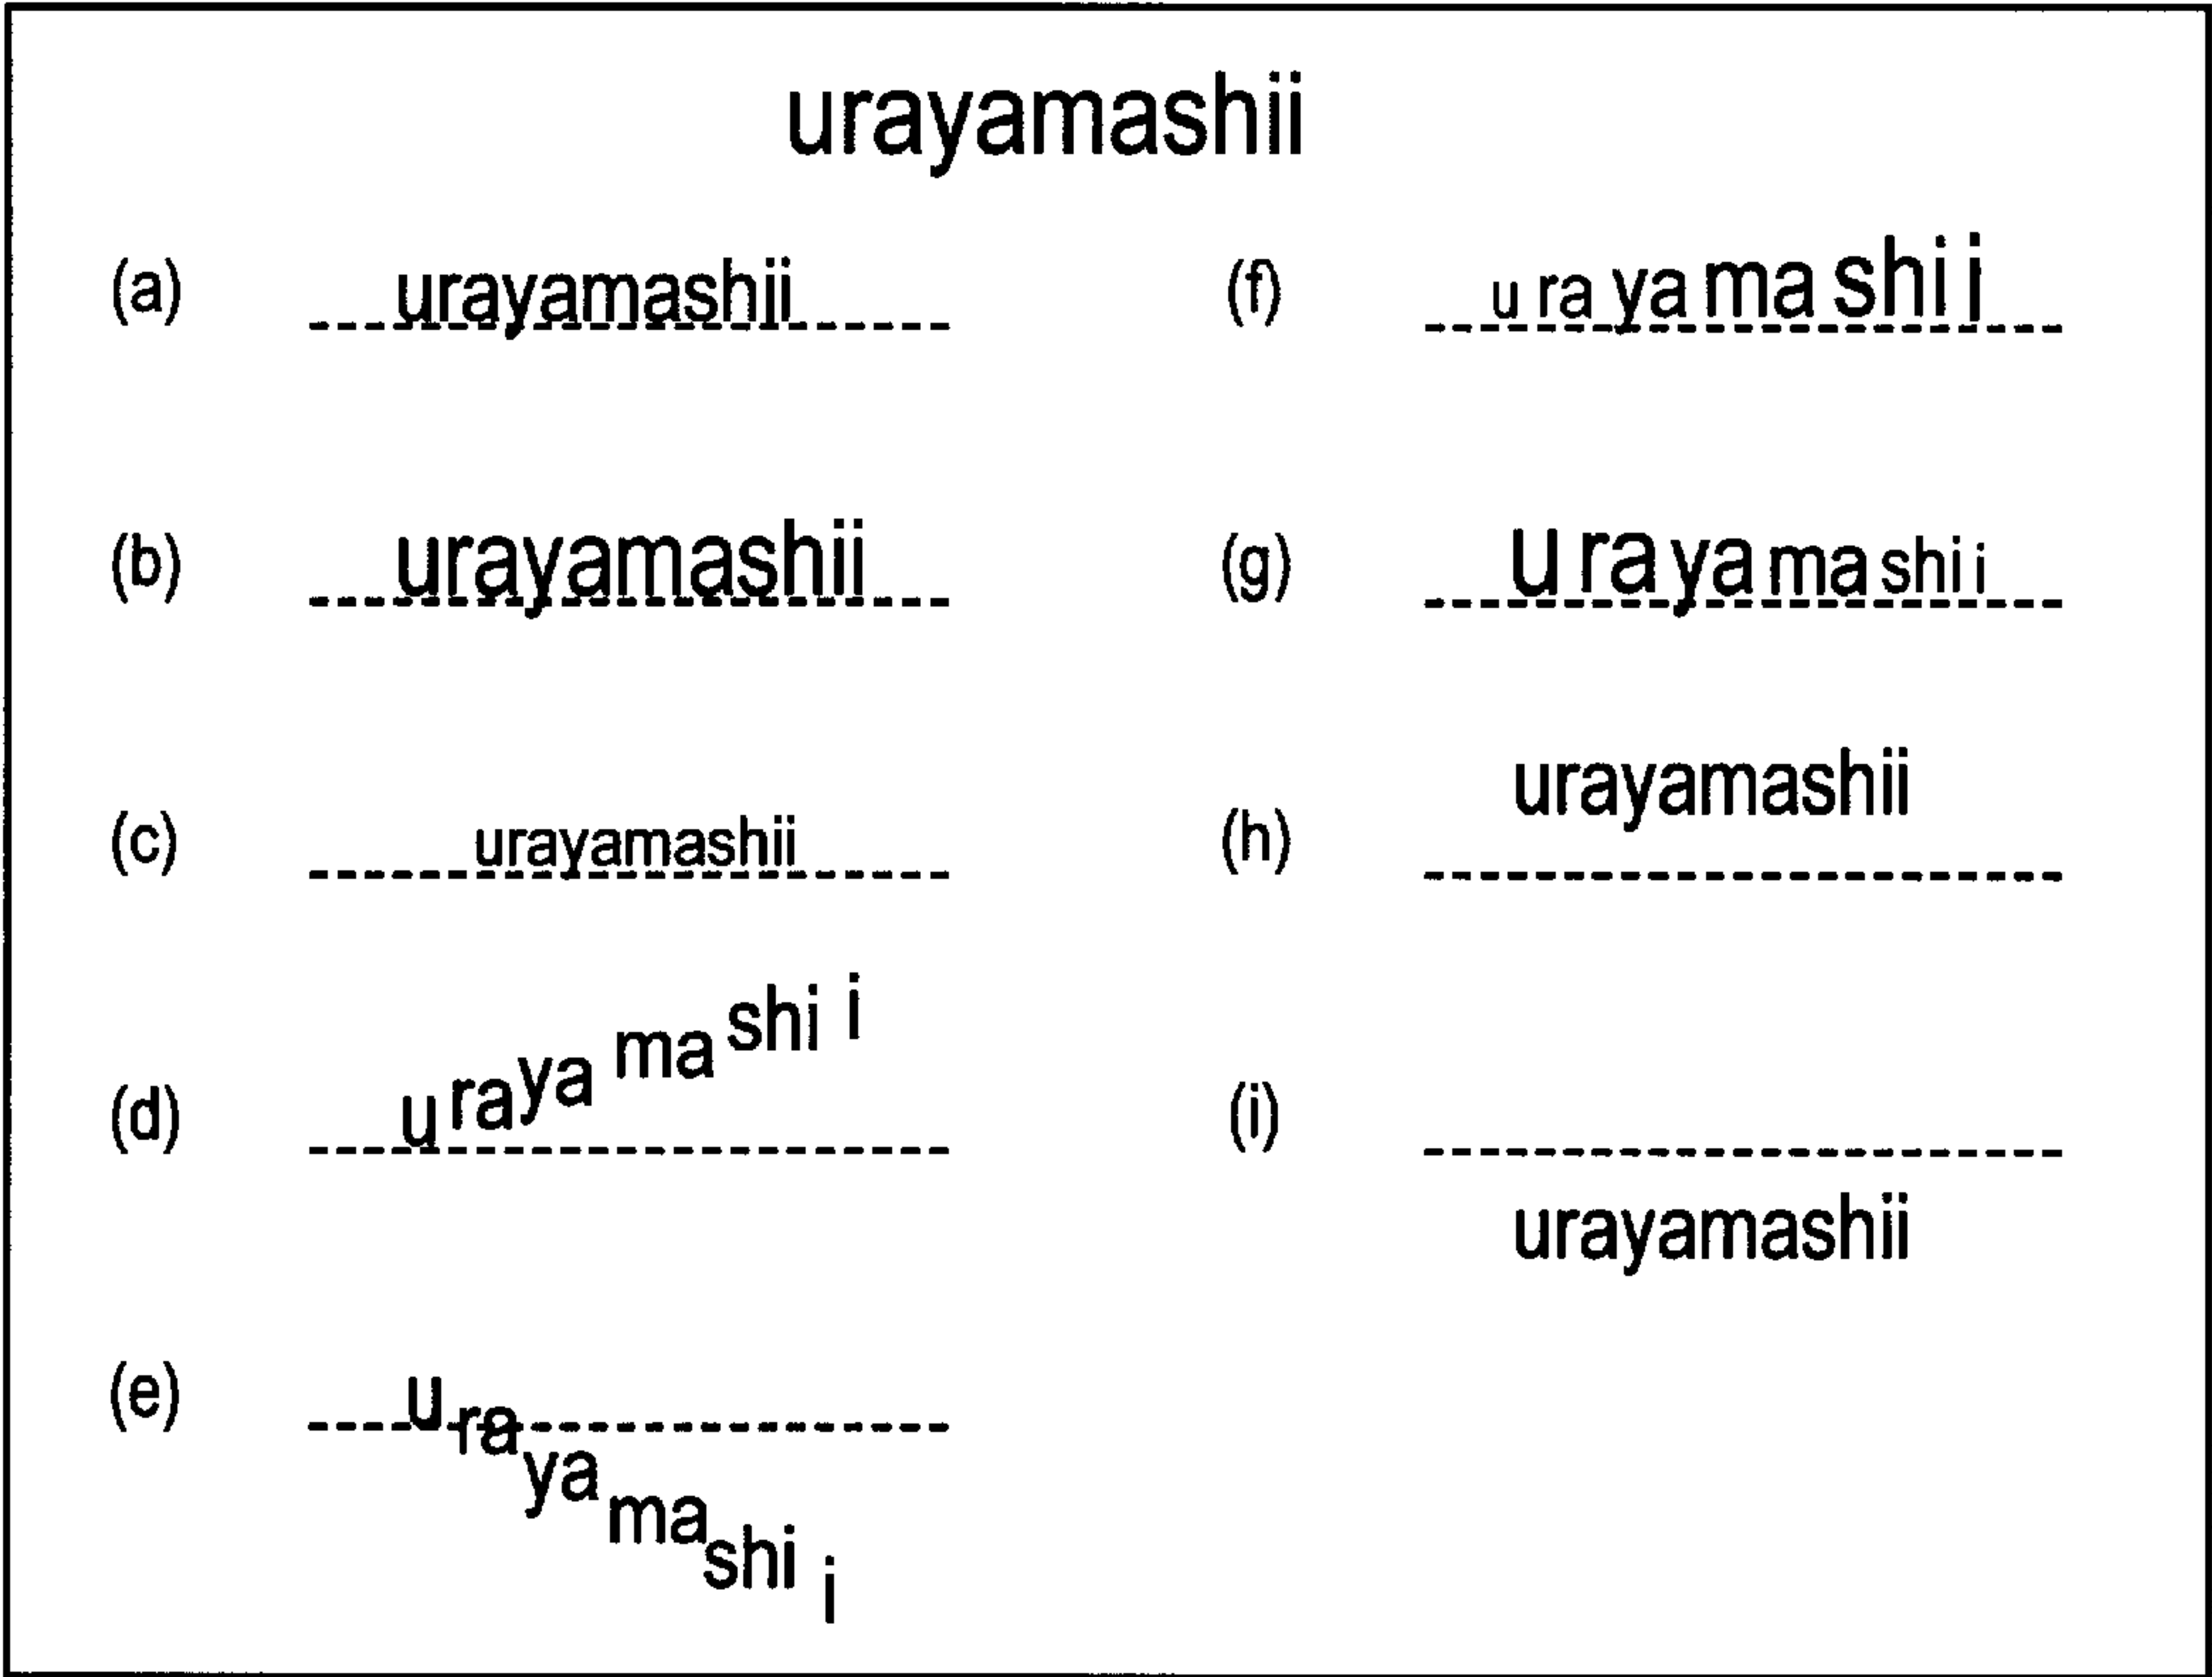 urayamashii
(a) urayamashii
(b) urayamashii
(c) urayamashii
(d) u ra ya ma shi i
(e) u ra ya ma shi i
(f) u ra ya ma shi i
(g) u ra ya ma shi i
(h) urayamashii
(i) urayamashii